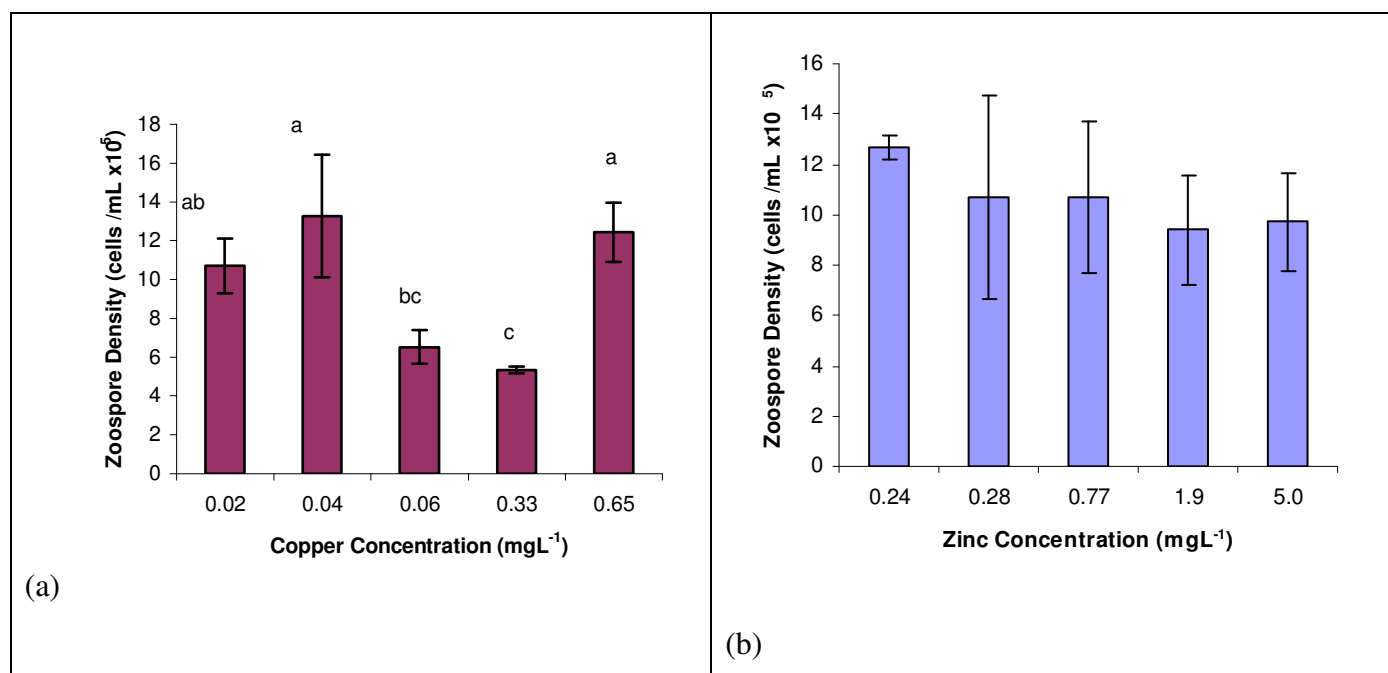 Zoospore Density (cells /mL x10⁵)
18
16
14
12
10
8
6
4
2
0
ab
a
bc
c
a
0.02 0.04 0.06 0.33 0.65
Copper Concentration (mgL⁻¹)
(a)
Zoospore Density (cells /mL x10 ⁵)
16
14
12
10
8
6
4
2
0
0.24 0.28 0.77 1.9 5.0
Zinc Concentration (mgL⁻¹)
(b)